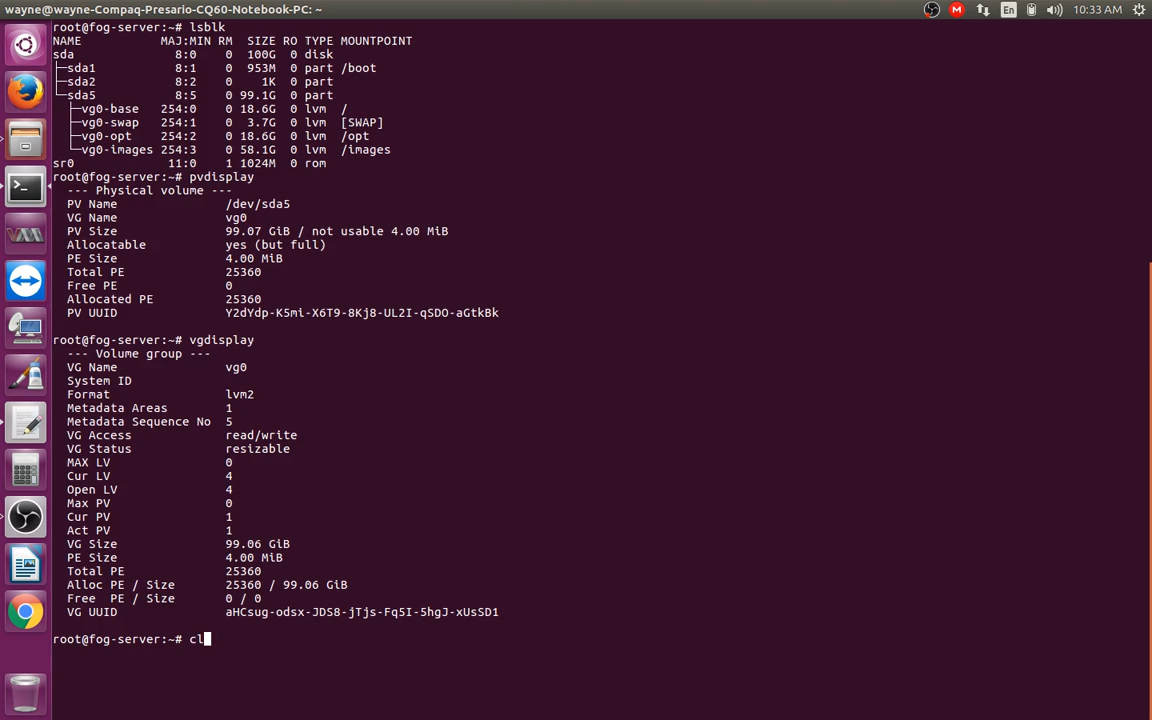 wayne@wayne-Compaq-Presario-CQ60-Notebook-PC: ~
En
10:33 AM
root@fog-server:~# lsblk
NAME           MAJ:MIN RM  SIZE RO TYPE MOUNTPOINT
sda              8:0    0  100G  0 disk
├─sda1           8:1    0  953M  0 part /boot
├─sda2           8:2    0    1K  0 part
└─sda5           8:5    0 99.1G  0 part
  ├─vg0-base   254:0    0 18.6G  0 lvm  /
  ├─vg0-swap   254:1    0  3.7G  0 lvm  [SWAP]
  ├─vg0-opt    254:2    0 18.6G  0 lvm  /opt
  └─vg0-images 254:3    0 58.1G  0 lvm  /images
sr0             11:0    1 1024M  0 rom
root@fog-server:~# pvdisplay
  --- Physical volume ---
  PV Name               /dev/sda5
  VG Name               vg0
  PV Size               99.07 GiB / not usable 4.00 MiB
  Allocatable           yes (but full)
  PE Size               4.00 MiB
  Total PE              25360
  Free PE               0
  Allocated PE          25360
  PV UUID               Y2dYdp-K5mi-X6T9-8Kj8-UL2I-qSDO-aGtkBk
root@fog-server:~# vgdisplay
  --- Volume group ---
  VG Name               vg0
  System ID
  Format                lvm2
  Metadata Areas        1
  Metadata Sequence No  5
  VG Access             read/write
  VG Status             resizable
  MAX LV                0
  Cur LV                4
  Open LV               4
  Max PV                0
  Cur PV                1
  Act PV                1
  VG Size               99.06 GiB
  PE Size               4.00 MiB
  Total PE              25360
  Alloc PE / Size       25360 / 99.06 GiB
  Free  PE / Size       0 / 0
  VG UUID               aHCsug-odsx-JDS8-jTjs-Fq5I-5hgJ-xUsSD1
root@fog-server:~# cl